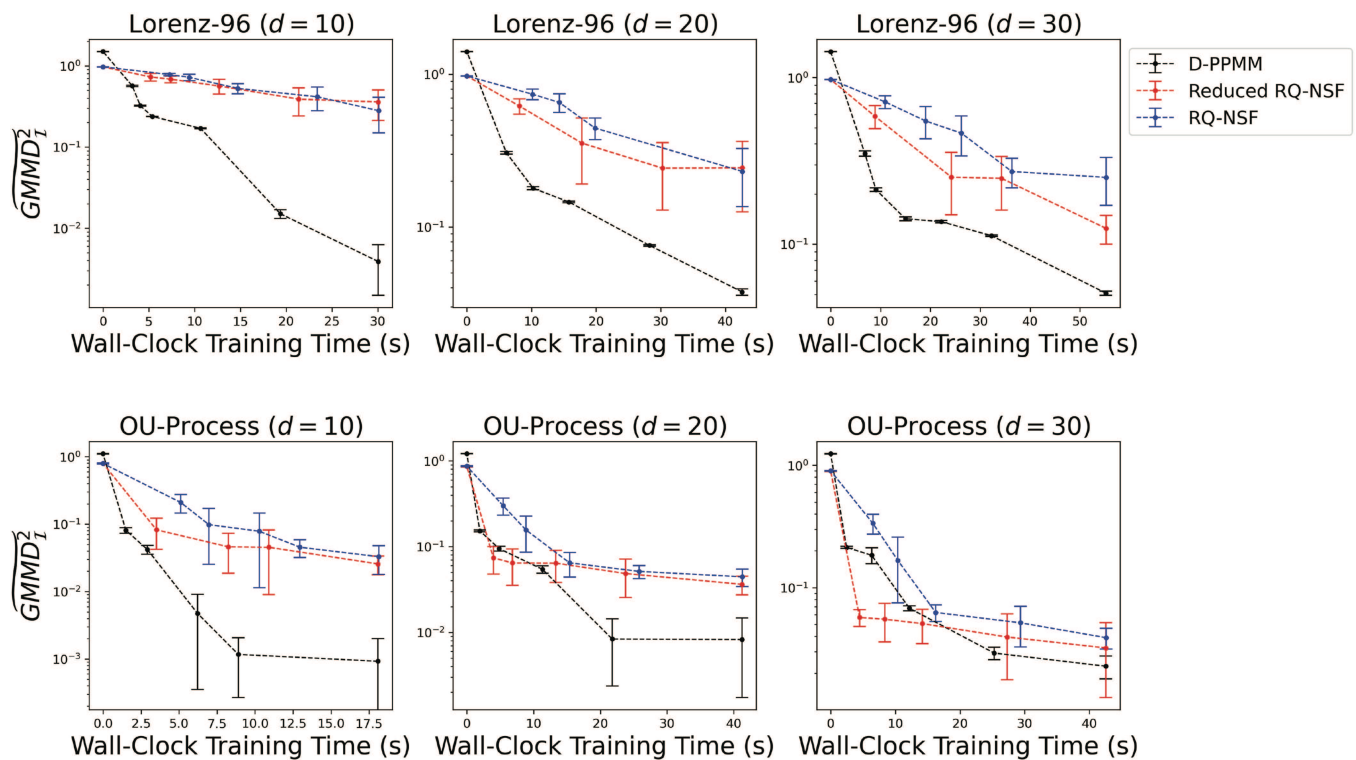 Lorenz-96 (d = 10) Lorenz-96 (d = 20) Lorenz-96 (d = 30)
D-PPMM
Reduced RQ-NSF
RQ-NSF
GMMD²_I
10⁰
10⁻¹
10⁻²
0 5 10 15 20 25 30
Wall-Clock Training Time (s)
10⁰
10⁻¹
0 10 20 30 40
Wall-Clock Training Time (s)
10⁰
10⁻¹
0 10 20 30 40 50
Wall-Clock Training Time (s)
OU-Process (d = 10) OU-Process (d = 20) OU-Process (d = 30)
GMMD²_I
10⁰
10⁻¹
10⁻²
10⁻³
0.0 2.5 5.0 7.5 10.0 12.5 15.0 17.5
Wall-Clock Training Time (s)
10⁰
10⁻¹
10⁻²
0 10 20 30 40
Wall-Clock Training Time (s)
10⁰
10⁻¹
0 10 20 30 40
Wall-Clock Training Time (s)